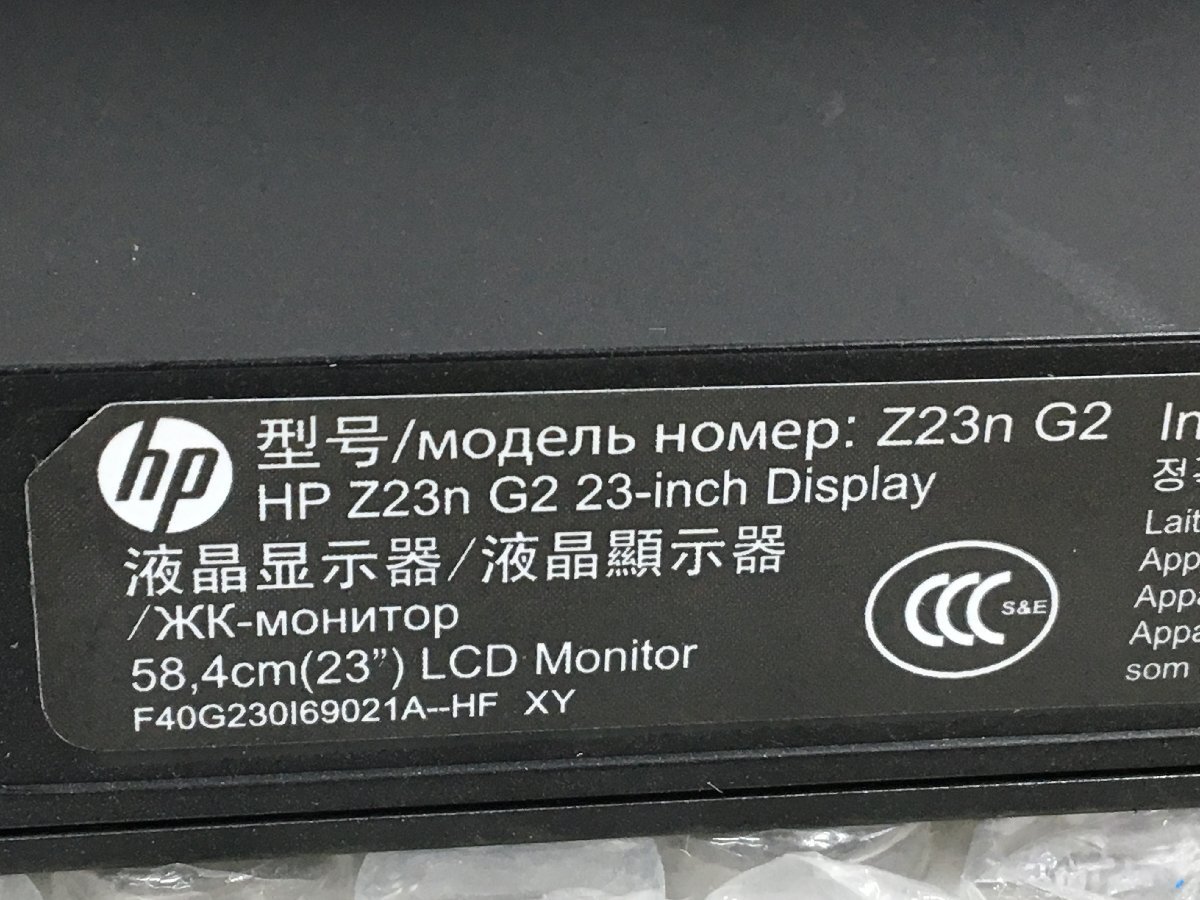 hp
型号/модель номер: Z23n G2
HP Z23n G2 23-inch Display
液晶显示器/液晶顯示器
/ЖК-монитор
58,4cm(23”) LCD Monitor
F40G230I69021A--HF XY
CCC S&E
In
정
Lait
App
Appa
Appa
som